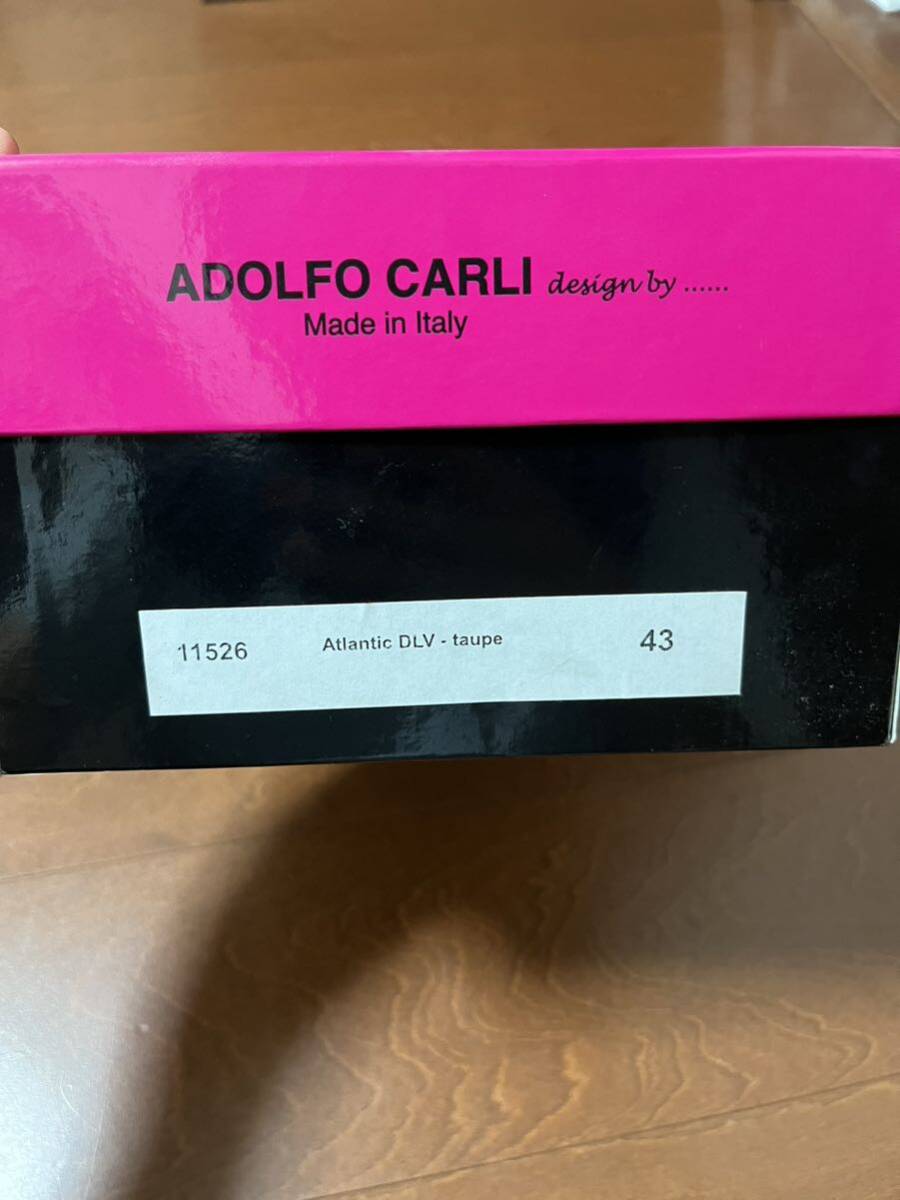 ADOLFO CARLI design by ......
Made in Italy
11526 Atlantic DLV - taupe 43